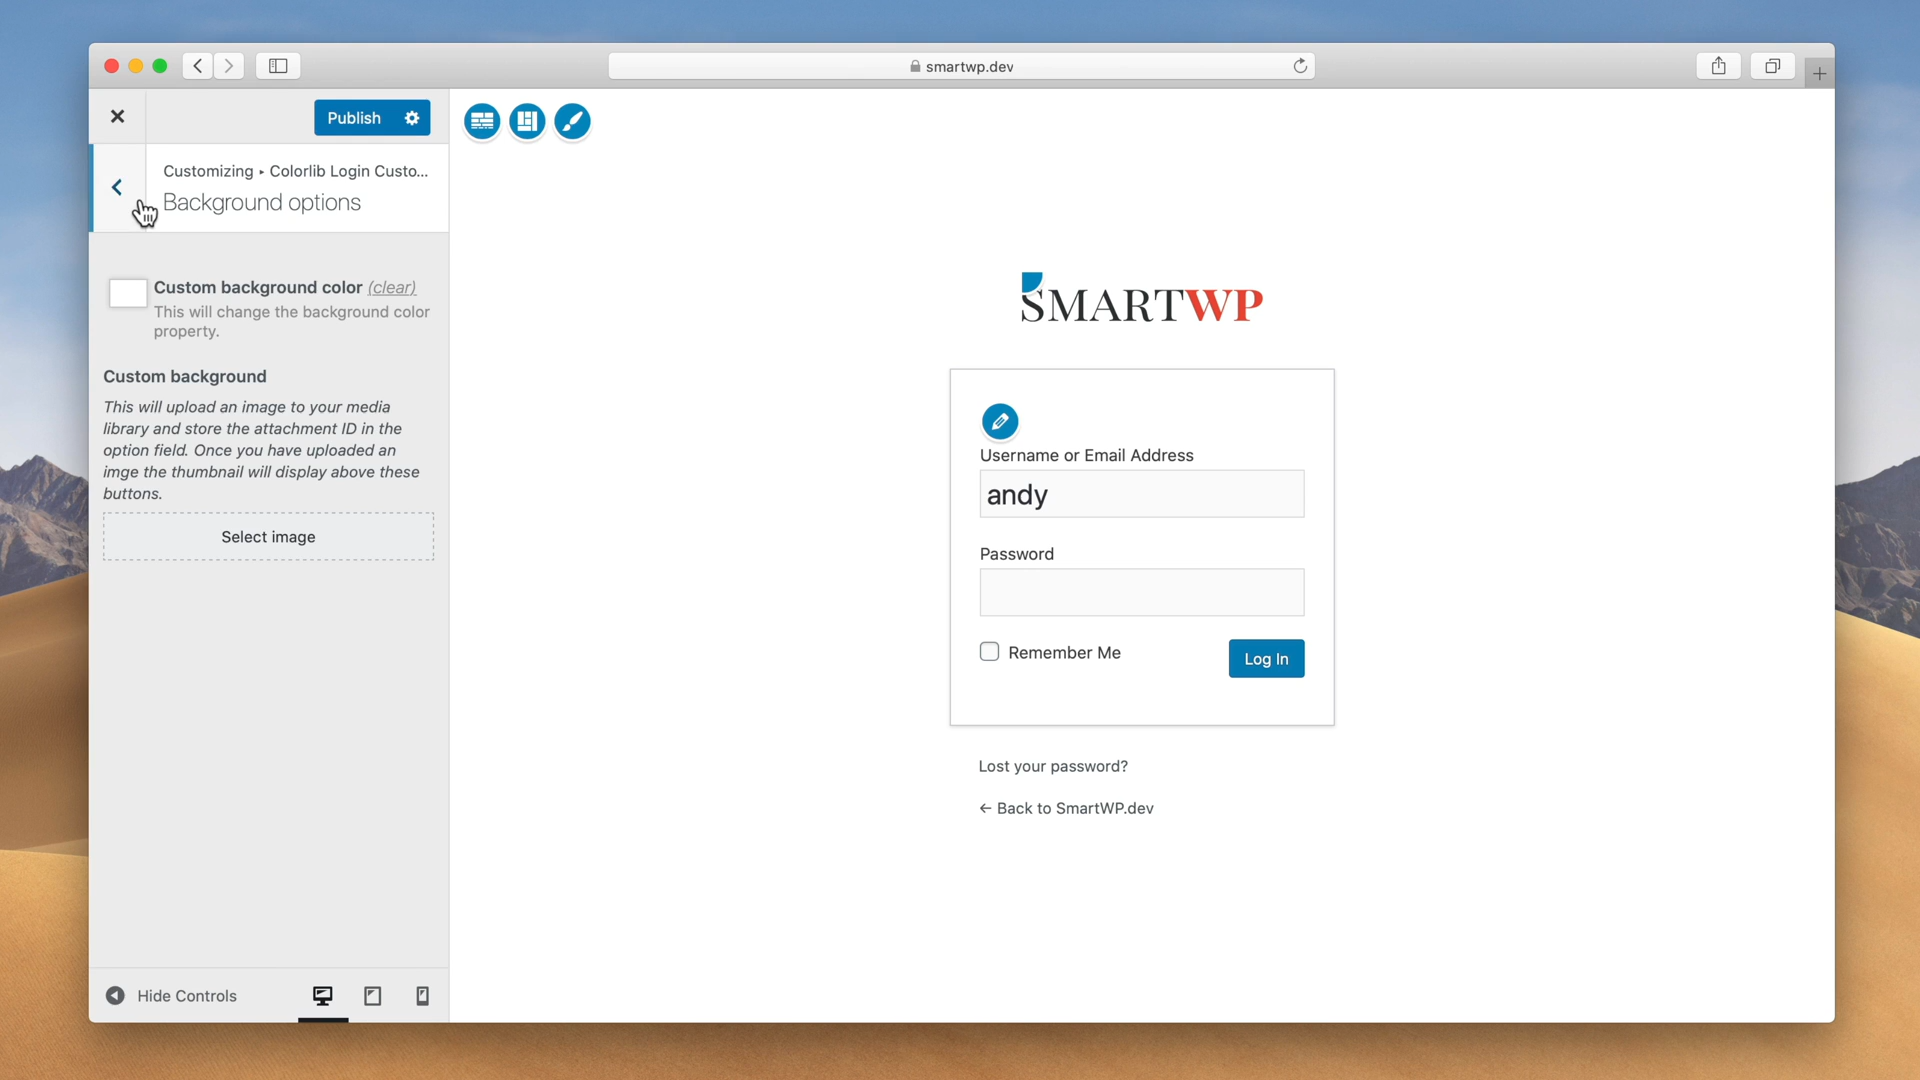 smartwp.dev
Publish
Customizing ▸ Colorlib Login Custo...
Background options
Custom background color (clear)
This will change the background color
property.
Custom background
This will upload an image to your media
library and store the attachment ID in the
option field. Once you have uploaded an
imge the thumbnail will display above these
buttons.
Select image
Hide Controls
SMARTWP
Username or Email Address
andy
Password
Remember Me
Log In
Lost your password?
← Back to SmartWP.dev